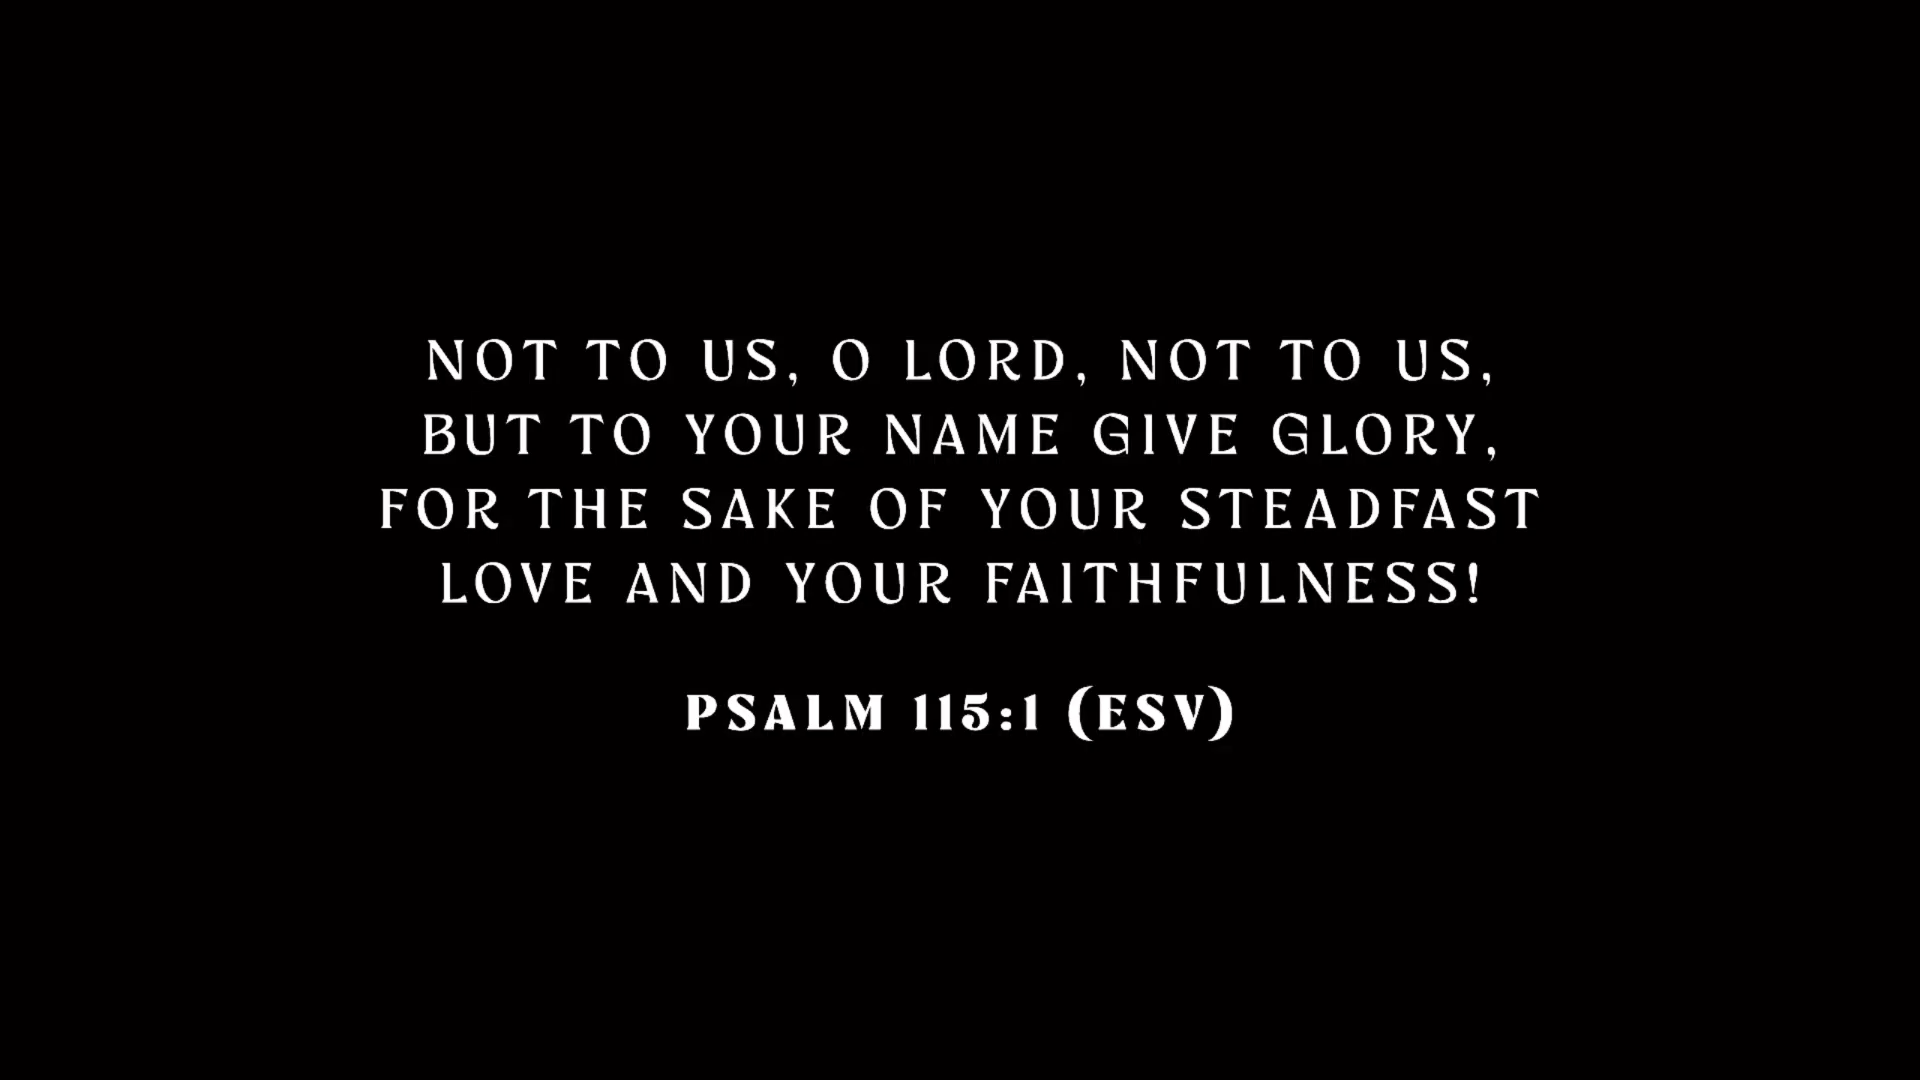 NOT TO US, O LORD, NOT TO US,
BUT TO YOUR NAME GIVE GLORY,
FOR THE SAKE OF YOUR STEADFAST
LOVE AND YOUR FAITHFULNESS!
PSALM 115:1 (ESV)